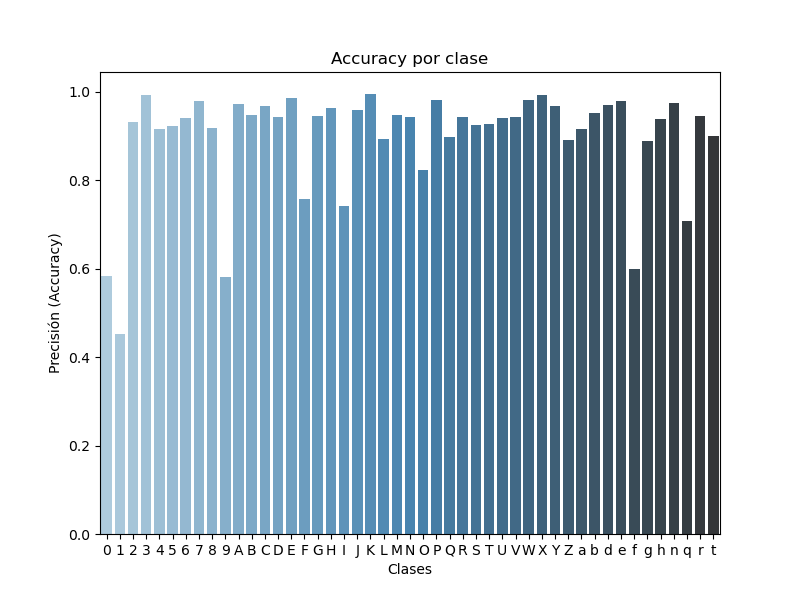 Accuracy por clase
1.0
0.8
0.6
0.4
0.2
0.0
Precisión (Accuracy)
0 1 2 3 4 5 6 7 8 9 A B C D E F G H I J K L M N O P Q R S T U V W X Y Z a b d e f g h n q r t
Clases